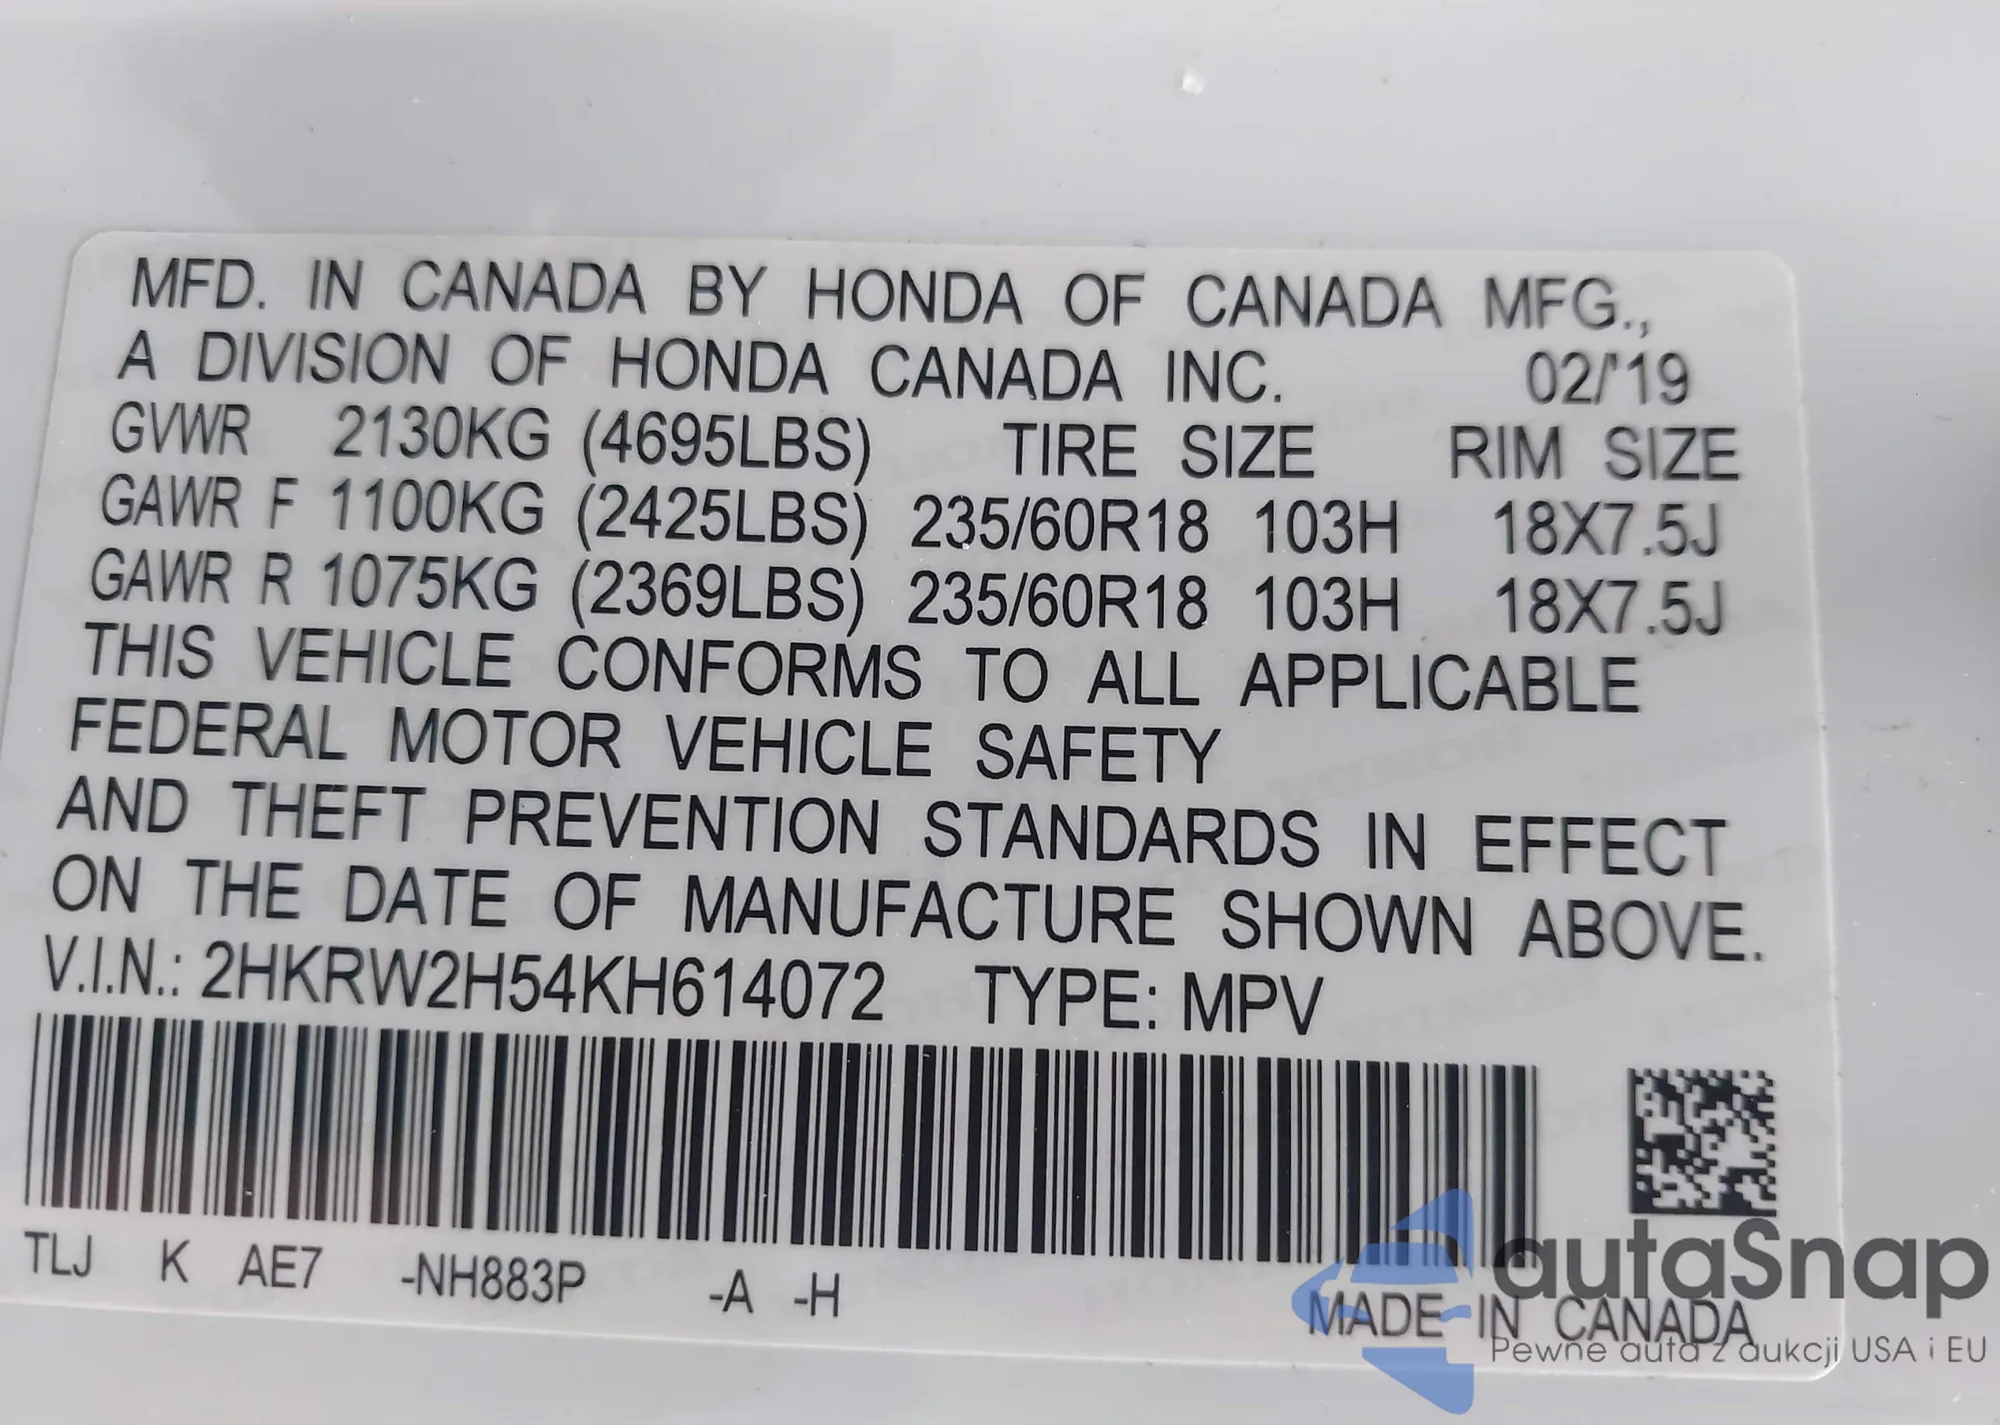 MFD. IN CANADA BY HONDA OF CANADA MFG.,
A DIVISION OF HONDA CANADA INC. 02/'19
GVWR 2130KG (4695LBS) TIRE SIZE RIM SIZE
GAWR F 1100KG (2425LBS) 235/60R18 103H 18X7.5J
GAWR R 1075KG (2369LBS) 235/60R18 103H 18X7.5J
THIS VEHICLE CONFORMS TO ALL APPLICABLE
FEDERAL MOTOR VEHICLE SAFETY
AND THEFT PREVENTION STANDARDS IN EFFECT
ON THE DATE OF MANUFACTURE SHOWN ABOVE.
V.I.N.: 2HKRW2H54KH614072 TYPE: MPV
TLJ K AE7 -NH883P -A -H
MADE IN CANADA
autaSnap
Pewne auta z aukcji USA i EU